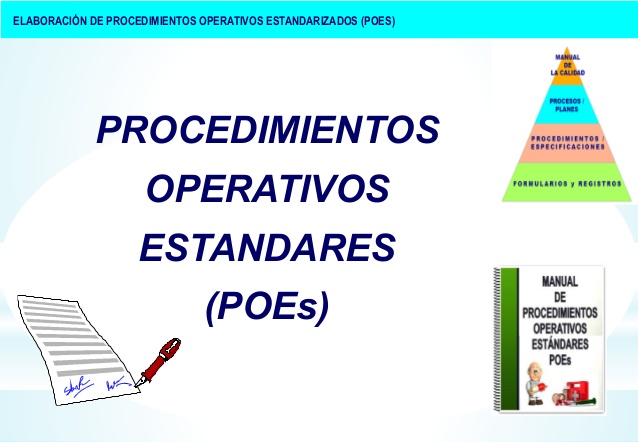 ELABORACIÓN DE PROCEDIMIENTOS OPERATIVOS ESTANDARIZADOS (POES)
PROCEDIMIENTOS
OPERATIVOS
ESTANDARES
(POEs)
MANUAL
DE
LA CALIDAD
PROCESOS /
PLANES
PROCEDIMIENTOS /
ESPECIFICACIONES
FORMULARIOS y REGISTROS
MANUAL
DE
PROCEDIMIENTOS
OPERATIVOS
ESTÁNDARES
POEs